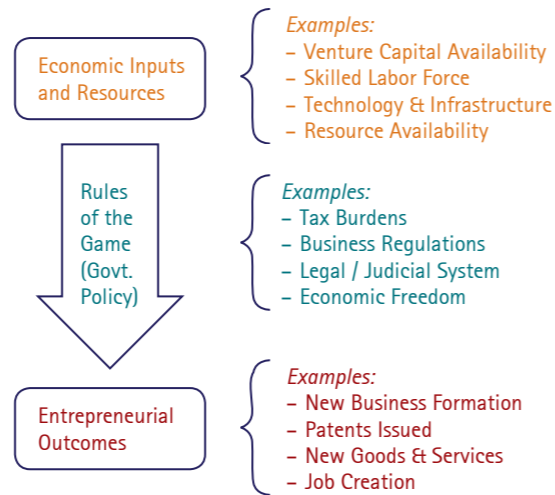 Economic Inputs
and Resources
Examples:
– Venture Capital Availability
– Skilled Labor Force
– Technology & Infrastructure
– Resource Availability
Rules
of the
Game
(Govt.
Policy)
Examples:
– Tax Burdens
– Business Regulations
– Legal / Judicial System
– Economic Freedom
Entrepreneurial
Outcomes
Examples:
– New Business Formation
– Patents Issued
– New Goods & Services
– Job Creation